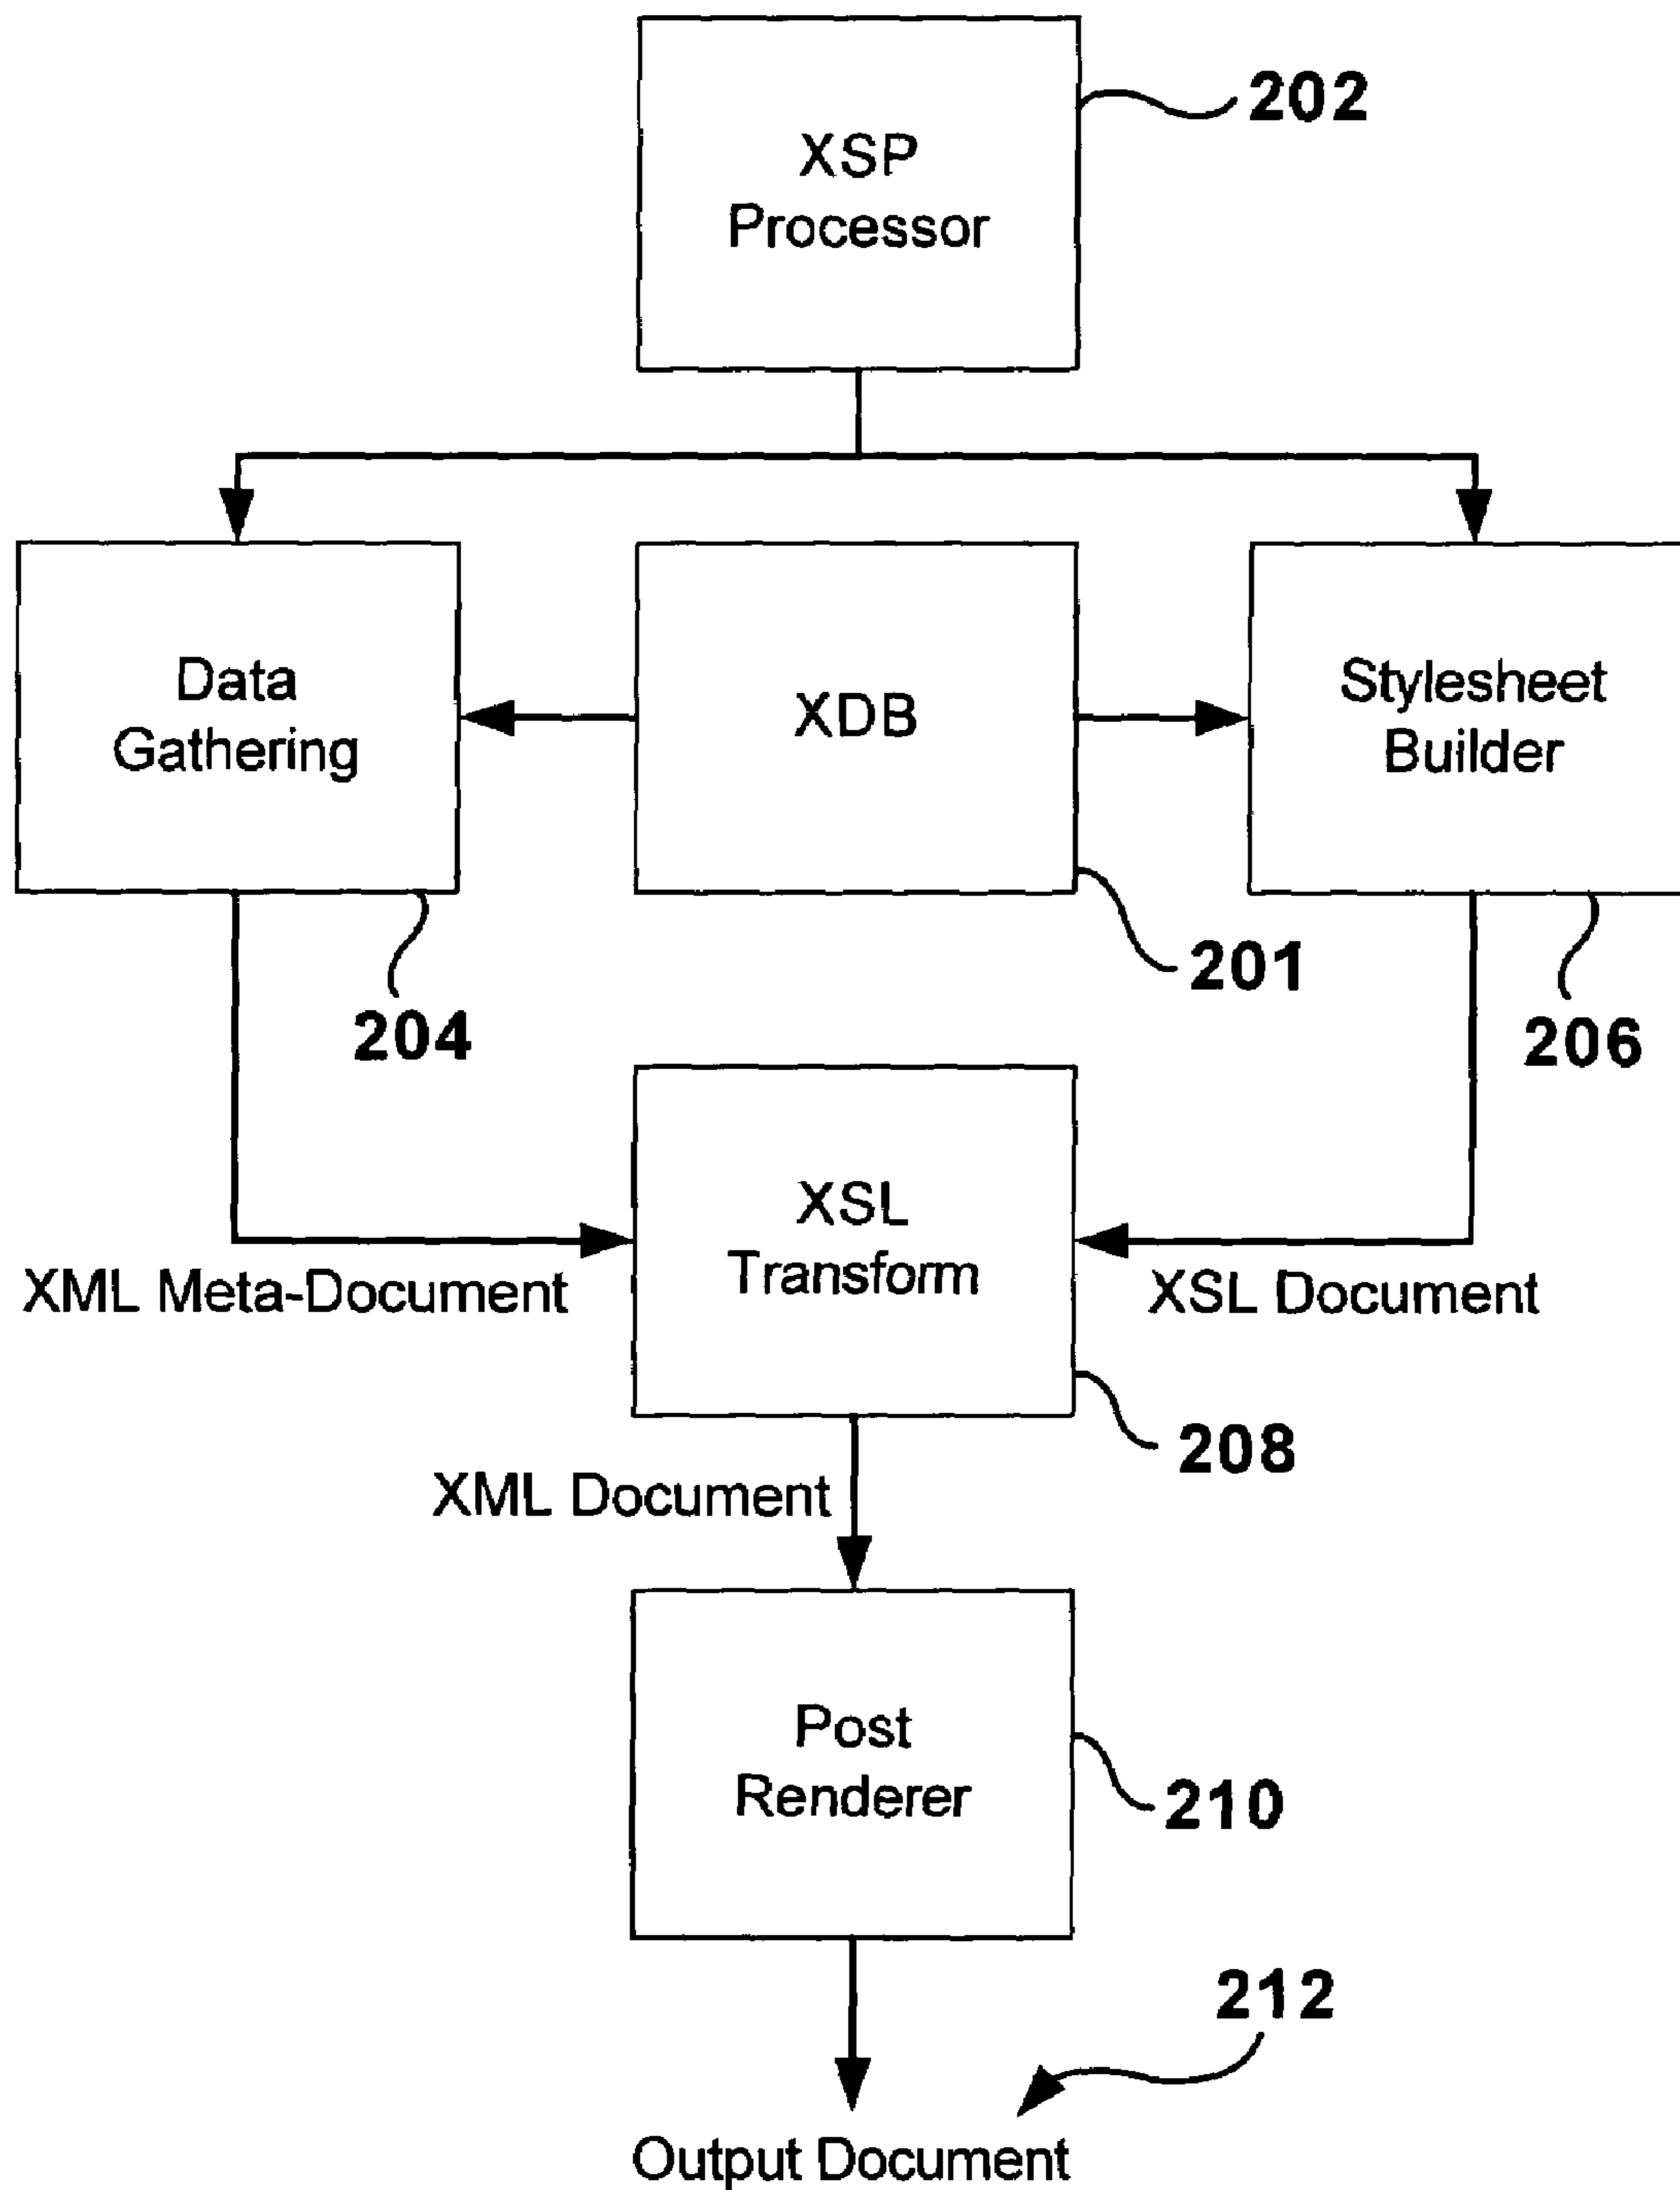 202
XSP
Processor
Data
Gathering
XDB
Stylesheet
Builder
201
204
206
XSL
Transform
XML Meta-Document
XSL Document
208
XML Document
Post
Renderer
210
212
Output Document